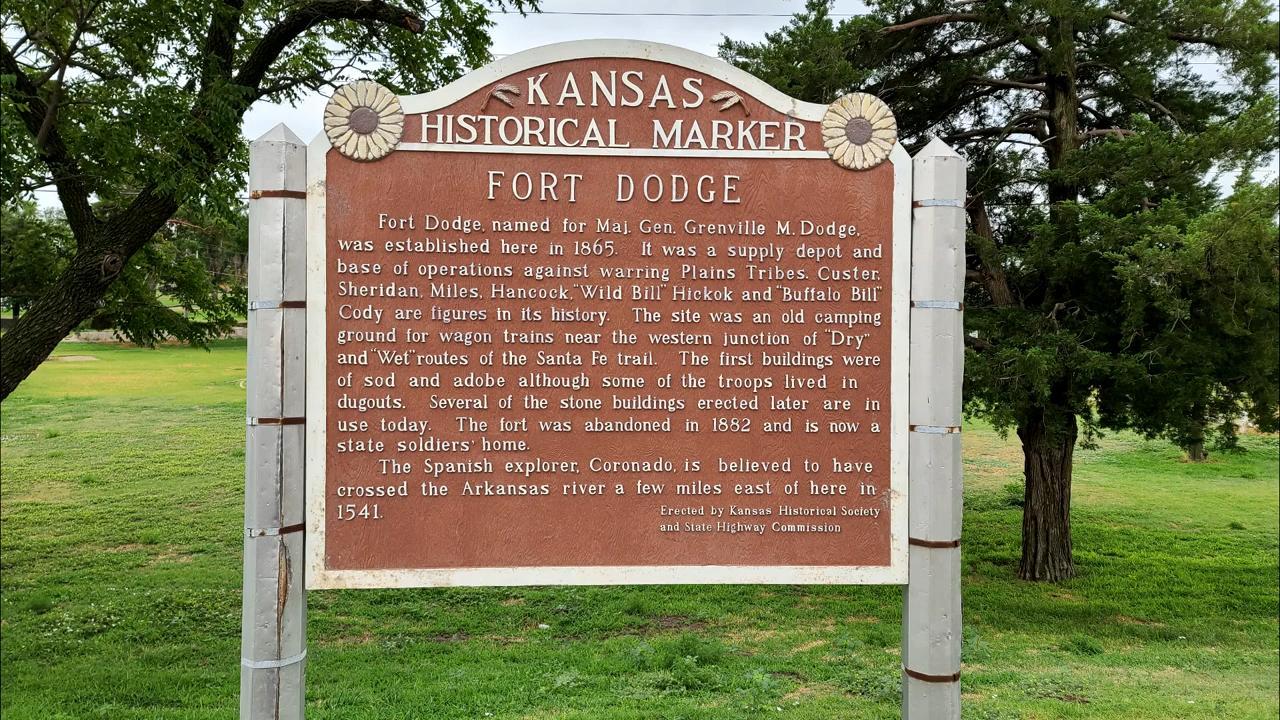 KANSAS
HISTORICAL MARKER
FORT DODGE
Fort Dodge, named for Maj. Gen. Grenville M. Dodge,
was established here in 1865. It was a supply depot and
base of operations against warring Plains Tribes. Custer,
Sheridan, Miles, Hancock, "Wild Bill" Hickok and "Buffalo Bill"
Cody are figures in its history. The site was an old camping
ground for wagon trains near the western junction of "Dry"
and "Wet" routes of the Santa Fe trail. The first buildings were
of sod and adobe although some of the troops lived in
dugouts. Several of the stone buildings erected later are in
use today. The fort was abandoned in 1882 and is now a
state soldiers' home.
The Spanish explorer, Coronado, is believed to have
crossed the Arkansas river a few miles east of here in
1541.
Erected by Kansas Historical Society
and State Highway Commission